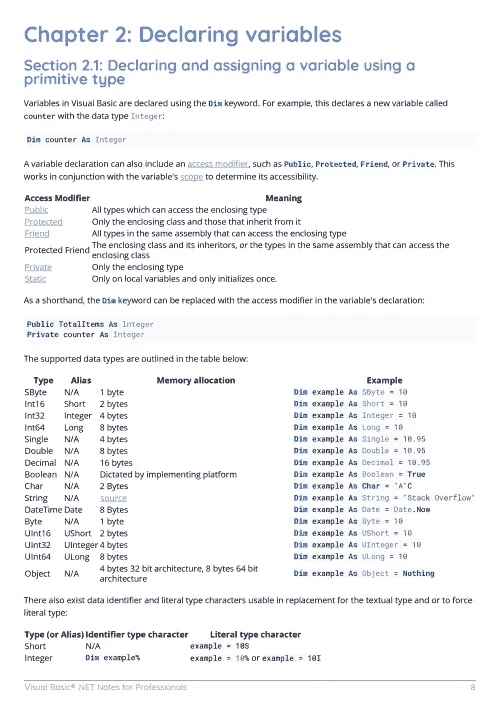 Chapter 2: Declaring variables
Section 2.1: Declaring and assigning a variable using a
primitive type
Variables in Visual Basic are declared using the Dim keyword. For example, this declares a new variable called
counter with the data type Integer:
Dim counter As Integer
A variable declaration can also include an access modifier, such as Public, Protected, Friend, or Private. This
works in conjunction with the variable's scope to determine its accessibility.
Access Modifier Meaning
Public All types which can access the enclosing type
Protected Only the enclosing class and those that inherit from it
Friend All types in the same assembly that can access the enclosing type
Protected Friend The enclosing class and its inheritors, or the types in the same assembly that can access the
enclosing class
Private Only the enclosing type
Static Only on local variables and only initializes once.
As a shorthand, the Dim keyword can be replaced with the access modifier in the variable's declaration:
Public TotalItems As Integer
Private counter As Integer
The supported data types are outlined in the table below:
Type Alias Memory allocation Example
SByte N/A 1 byte Dim example As SByte = 10
Int16 Short 2 bytes Dim example As Short = 10
Int32 Integer 4 bytes Dim example As Integer = 10
Int64 Long 8 bytes Dim example As Long = 10
Single N/A 4 bytes Dim example As Single = 10.95
Double N/A 8 bytes Dim example As Double = 10.95
Decimal N/A 16 bytes Dim example As Decimal = 10.95
Boolean N/A Dictated by implementing platform Dim example As Boolean = True
Char N/A 2 Bytes Dim example As Char = "A"C
String N/A source Dim example As String = "Stack Overflow"
DateTime Date 8 Bytes Dim example As Date = Date.Now
Byte N/A 1 byte Dim example As Byte = 10
UInt16 UShort 2 bytes Dim example As UShort = 10
UInt32 UInteger 4 bytes Dim example As UInteger = 10
UInt64 ULong 8 bytes Dim example As ULong = 10
Object N/A 4 bytes 32 bit architecture, 8 bytes 64 bit
architecture Dim example As Object = Nothing
There also exist data identifier and literal type characters usable in replacement for the textual type and or to force
literal type:
Type (or Alias) Identifier type character Literal type character
Short N/A example = 10S
Integer Dim example% example = 10% or example = 10I
Visual Basic® .NET Notes for Professionals 8